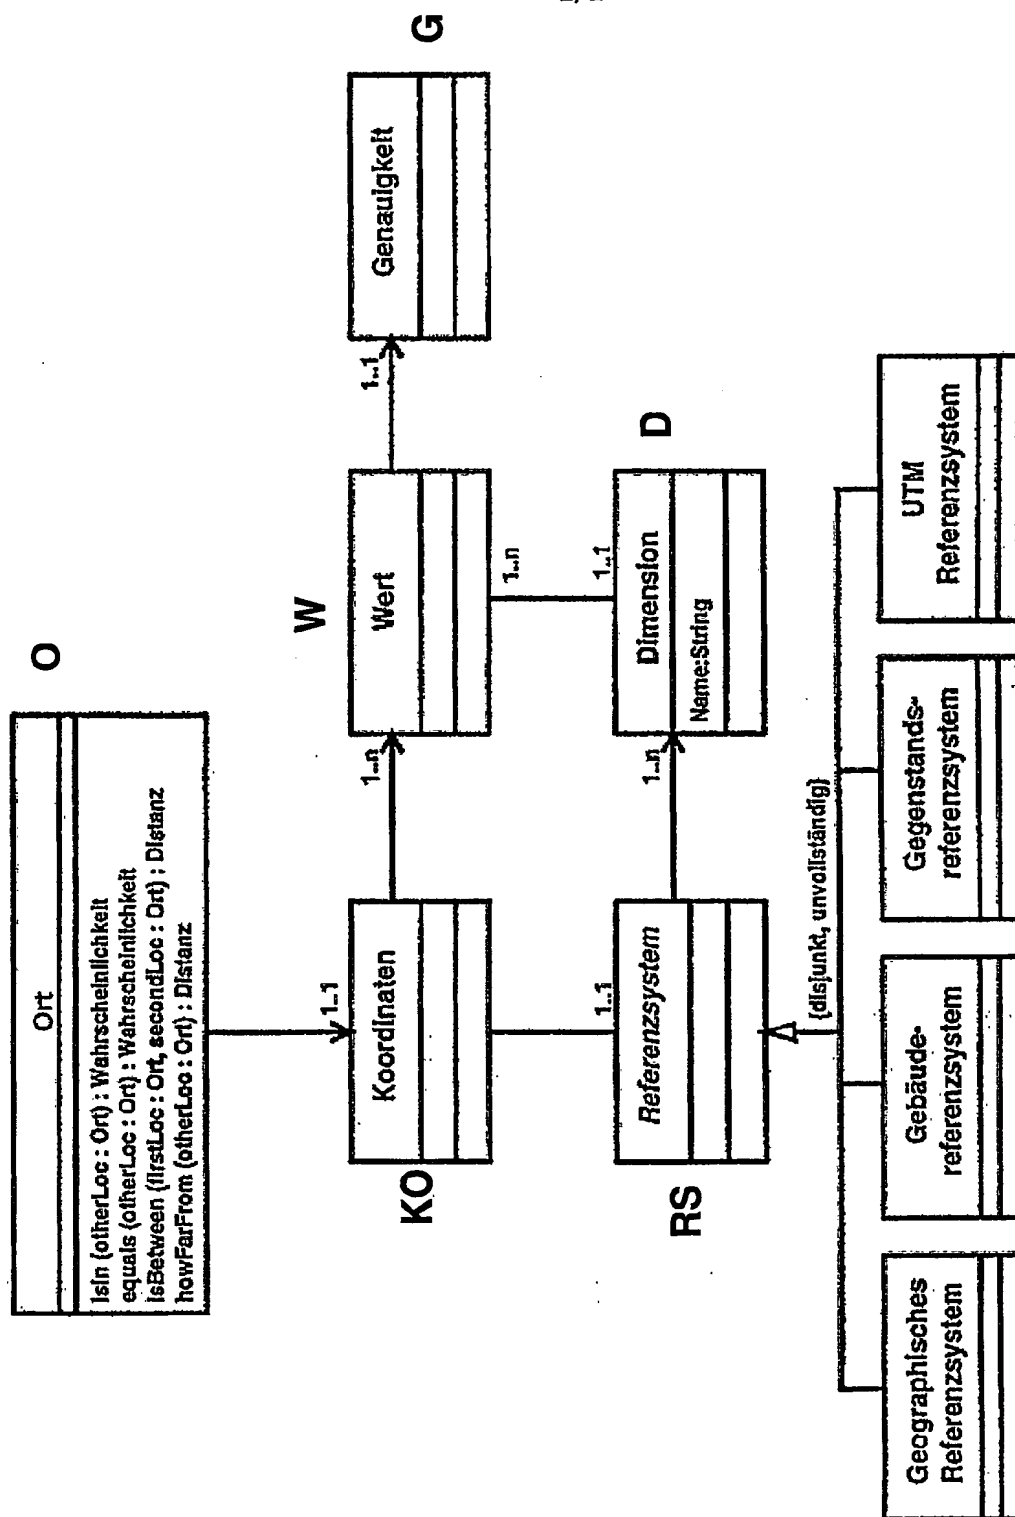 O
Ort
IsIn (otherLoc : Ort) : Wahrscheinlichkeit
equals (otherLoc : Ort) : Wahrscheinlichkeit
isBetween (firstLoc : Ort, secondLoc : Ort) : Distanz
howFarFrom (otherLoc : Ort) : Distanz
1..1
KO
Koordinaten
1..n
W
Wert
1..1
G
Genauigkeit
1..n
1..1
1..1
RS
Referenzsystem
1..n
D
Dimension
Name:String
{disjunkt, unvollständig}
Geographisches
Referenzsystem
Gebäude-
referenzsystem
Gegenstands-
referenzsystem
UTM
Referenzsystem